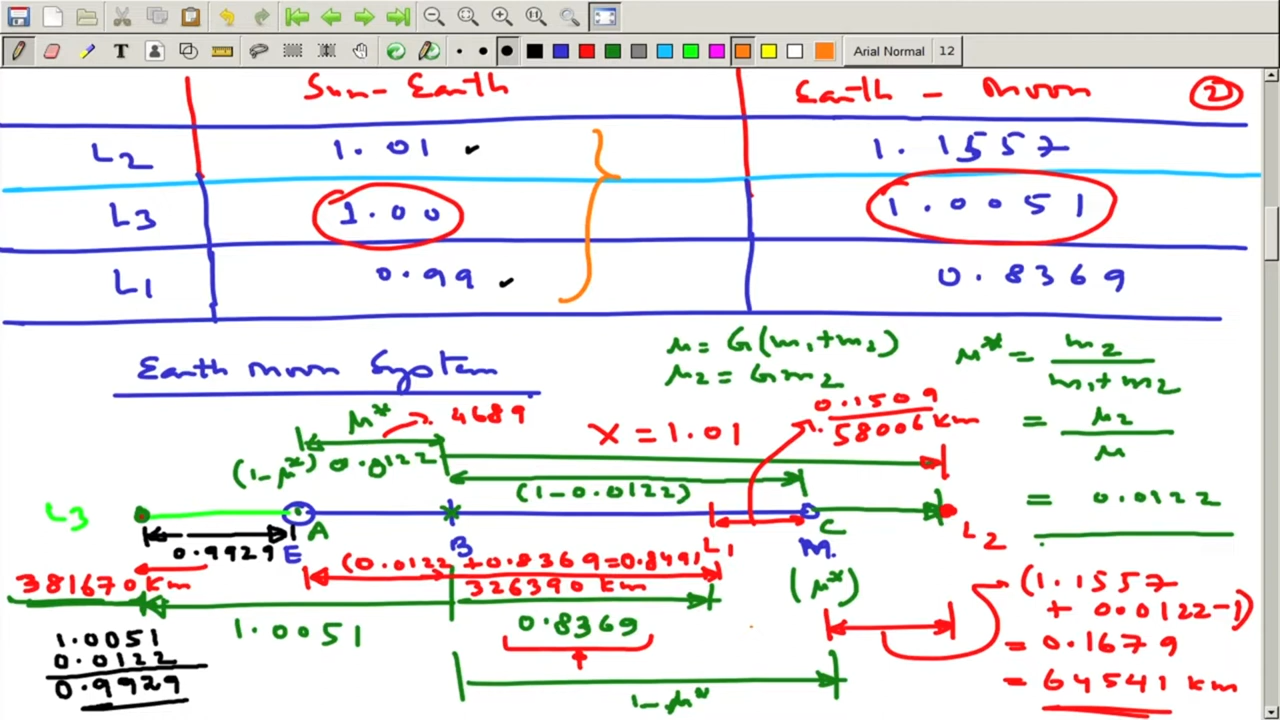 T
Arial Normal 12
Sun-Earth Earth - Moon ②
L2 1.01 ✓ 1.1557
L3 1.00 1.0051
L1 0.99 ✓ 0.8369
Earth Moon System
μ = G(m1+m2)
μ2 = Gm2
μ* = m2 / m1+m2
= μ2 / μ
= 0.0122
μ* 4689
(1-μ*) 0.0122
X = 1.01
0.1509
58006 km
(1-0.0122)
L3 A B C L2
E M.
(μ*)
0.9929
(0.0122+0.8369=0.8491) L1
326390 km
381670 km
1.0051
0.8369
1-μ*
1.0051
0.0122
0.9929
(1.1557
+ 0.0122-1)
= 0.1679
= 64541 km